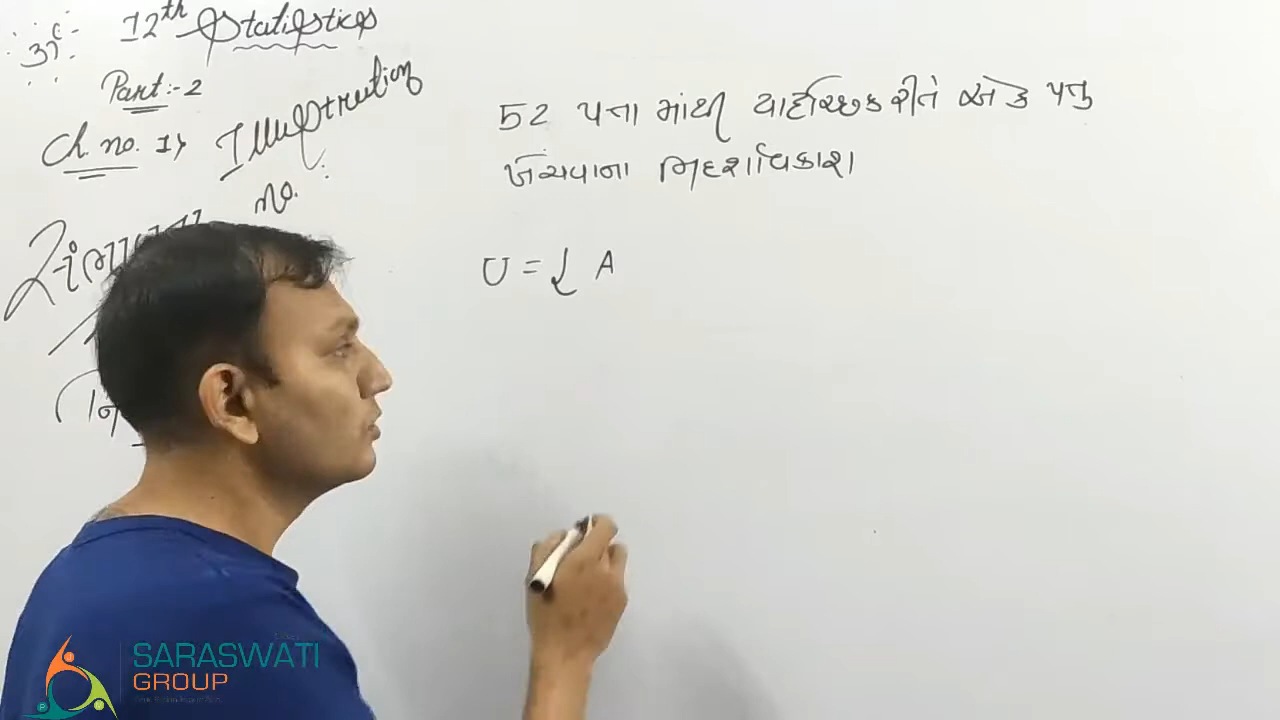 12th Statistics
Part:-2
Ch. no. 1
Illustration
no.
52 પત્તા માંથી યાદચ્છિક રીતે એક પત્તુ
ખેંચવાના નિદર્શાવકાશ
U = { A
SARASWATI
GROUP